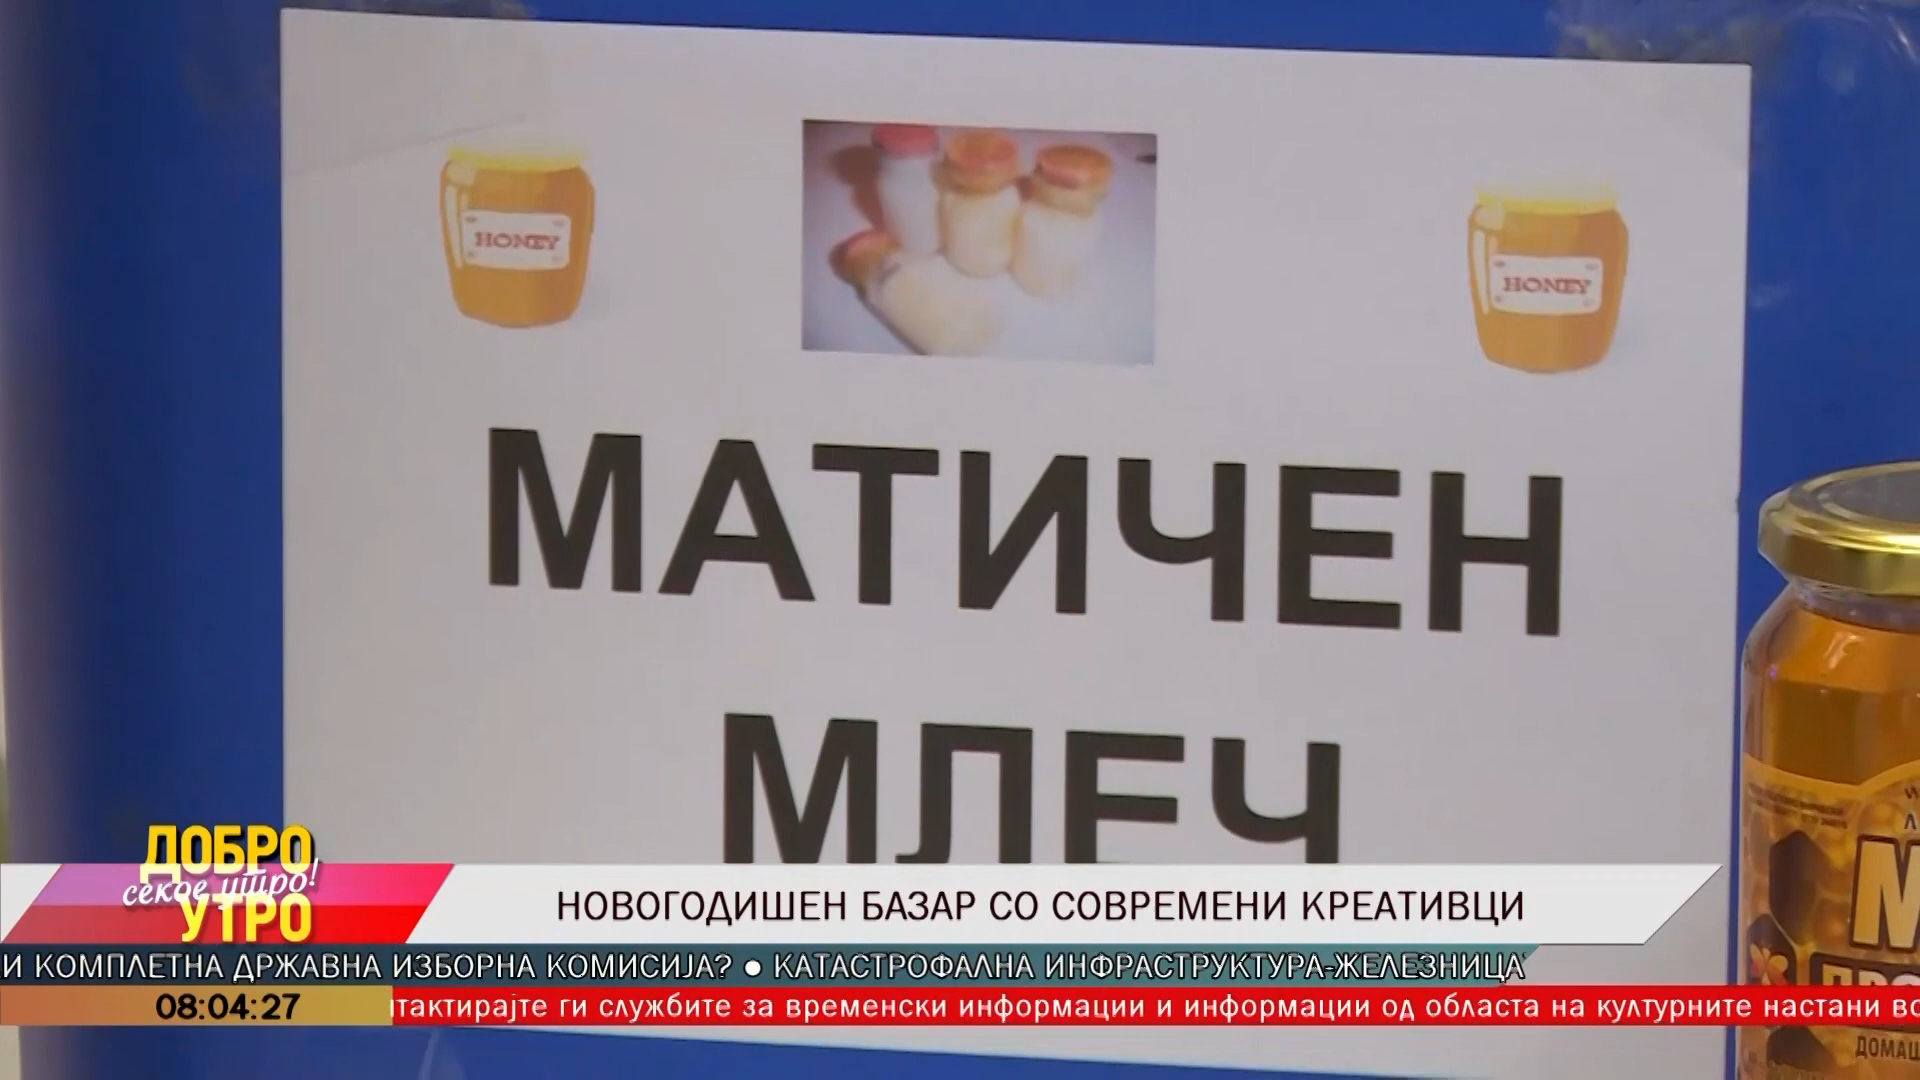 HONEY
HONEY
МАТИЧЕН
МЛЕЧ
ДОБРО
секое утро!
УТРО
НОВОГОДИШЕН БАЗАР СО СОВРЕМЕНИ КРЕАТИВЦИ
И КОМПЛЕТНА ДРЖАВНА ИЗБОРНА КОМИСИЈА? ● КАТАСТРОФАЛНА ИНФРАСТРУКТУРА-ЖЕЛЕЗНИЦА
08:04:27
тактирајте ги службите за временски информации и информации од областа на културните настани во